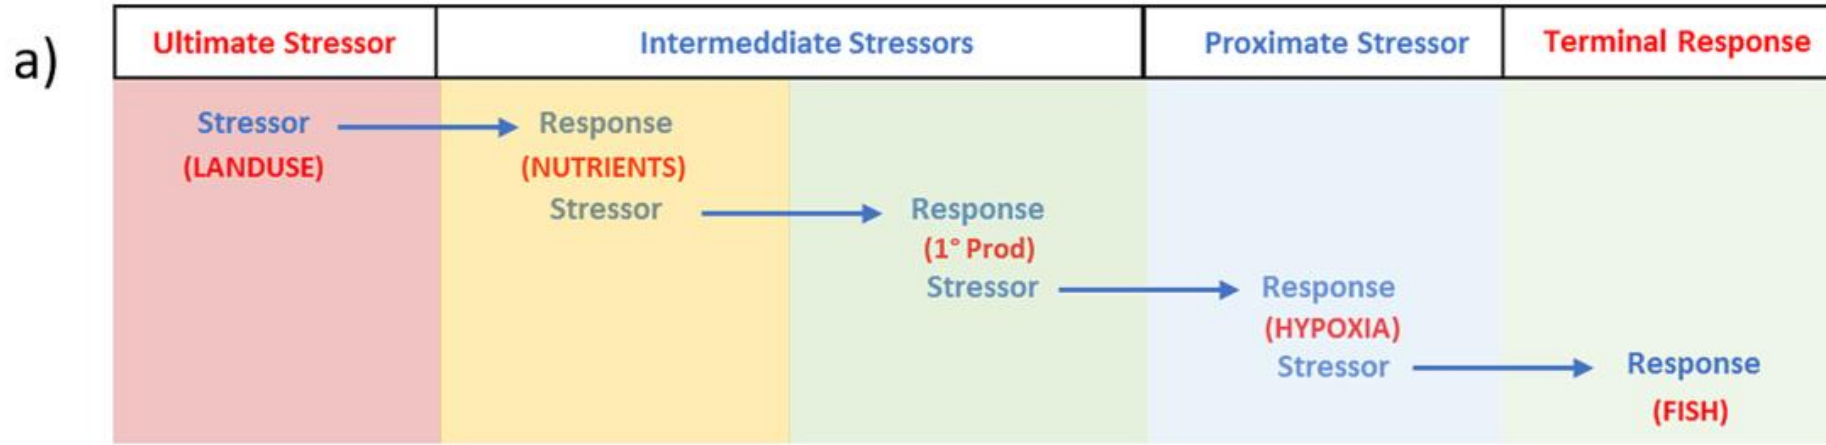 a)
Ultimate Stressor
Intermeddiate Stressors
Proximate Stressor
Terminal Response
Stressor
(LANDUSE)
Response
(NUTRIENTS)
Stressor
Response
(1° Prod)
Stressor
Response
(HYPOXIA)
Stressor
Response
(FISH)